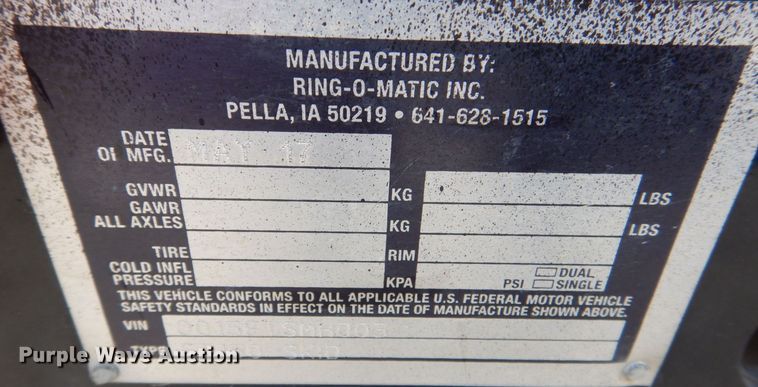 MANUFACTURED BY:
RING-O-MATIC INC.
PELLA, IA 50219 • 641-628-1515
DATE OF MFG. MAY 17
GVWR KG LBS
GAWR ALL AXLES KG LBS
TIRE RIM
COLD INFL PRESSURE KPA PSI DUAL SINGLE
THIS VEHICLE CONFORMS TO ALL APPLICABLE U.S. FEDERAL MOTOR VEHICLE
SAFETY STANDARDS IN EFFECT ON THE DATE OF MANUFACTURE SHOWN ABOVE.
VIN
TYPE SKID
Purple Wave Auction